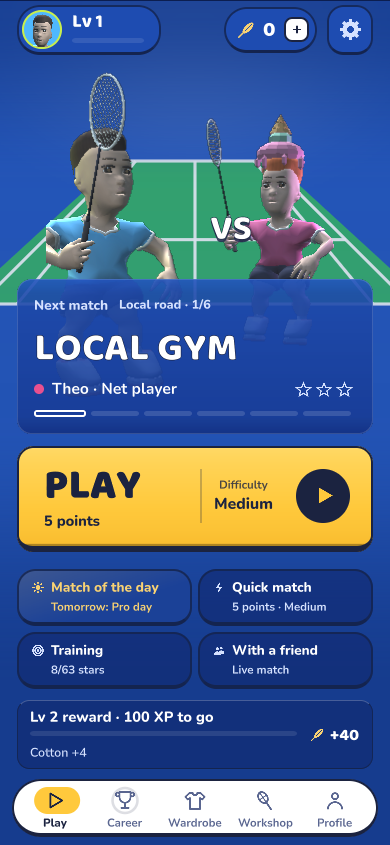 Lv 1
0 +
VS
Next match Local road · 1/6
LOCAL GYM
Theo · Net player
PLAY
5 points
Difficulty
Medium
Match of the day
Tomorrow: Pro day
Quick match
5 points · Medium
Training
8/63 stars
With a friend
Live match
Lv 2 reward · 100 XP to go
+40
Cotton +4
Play Career Wardrobe Workshop Profile